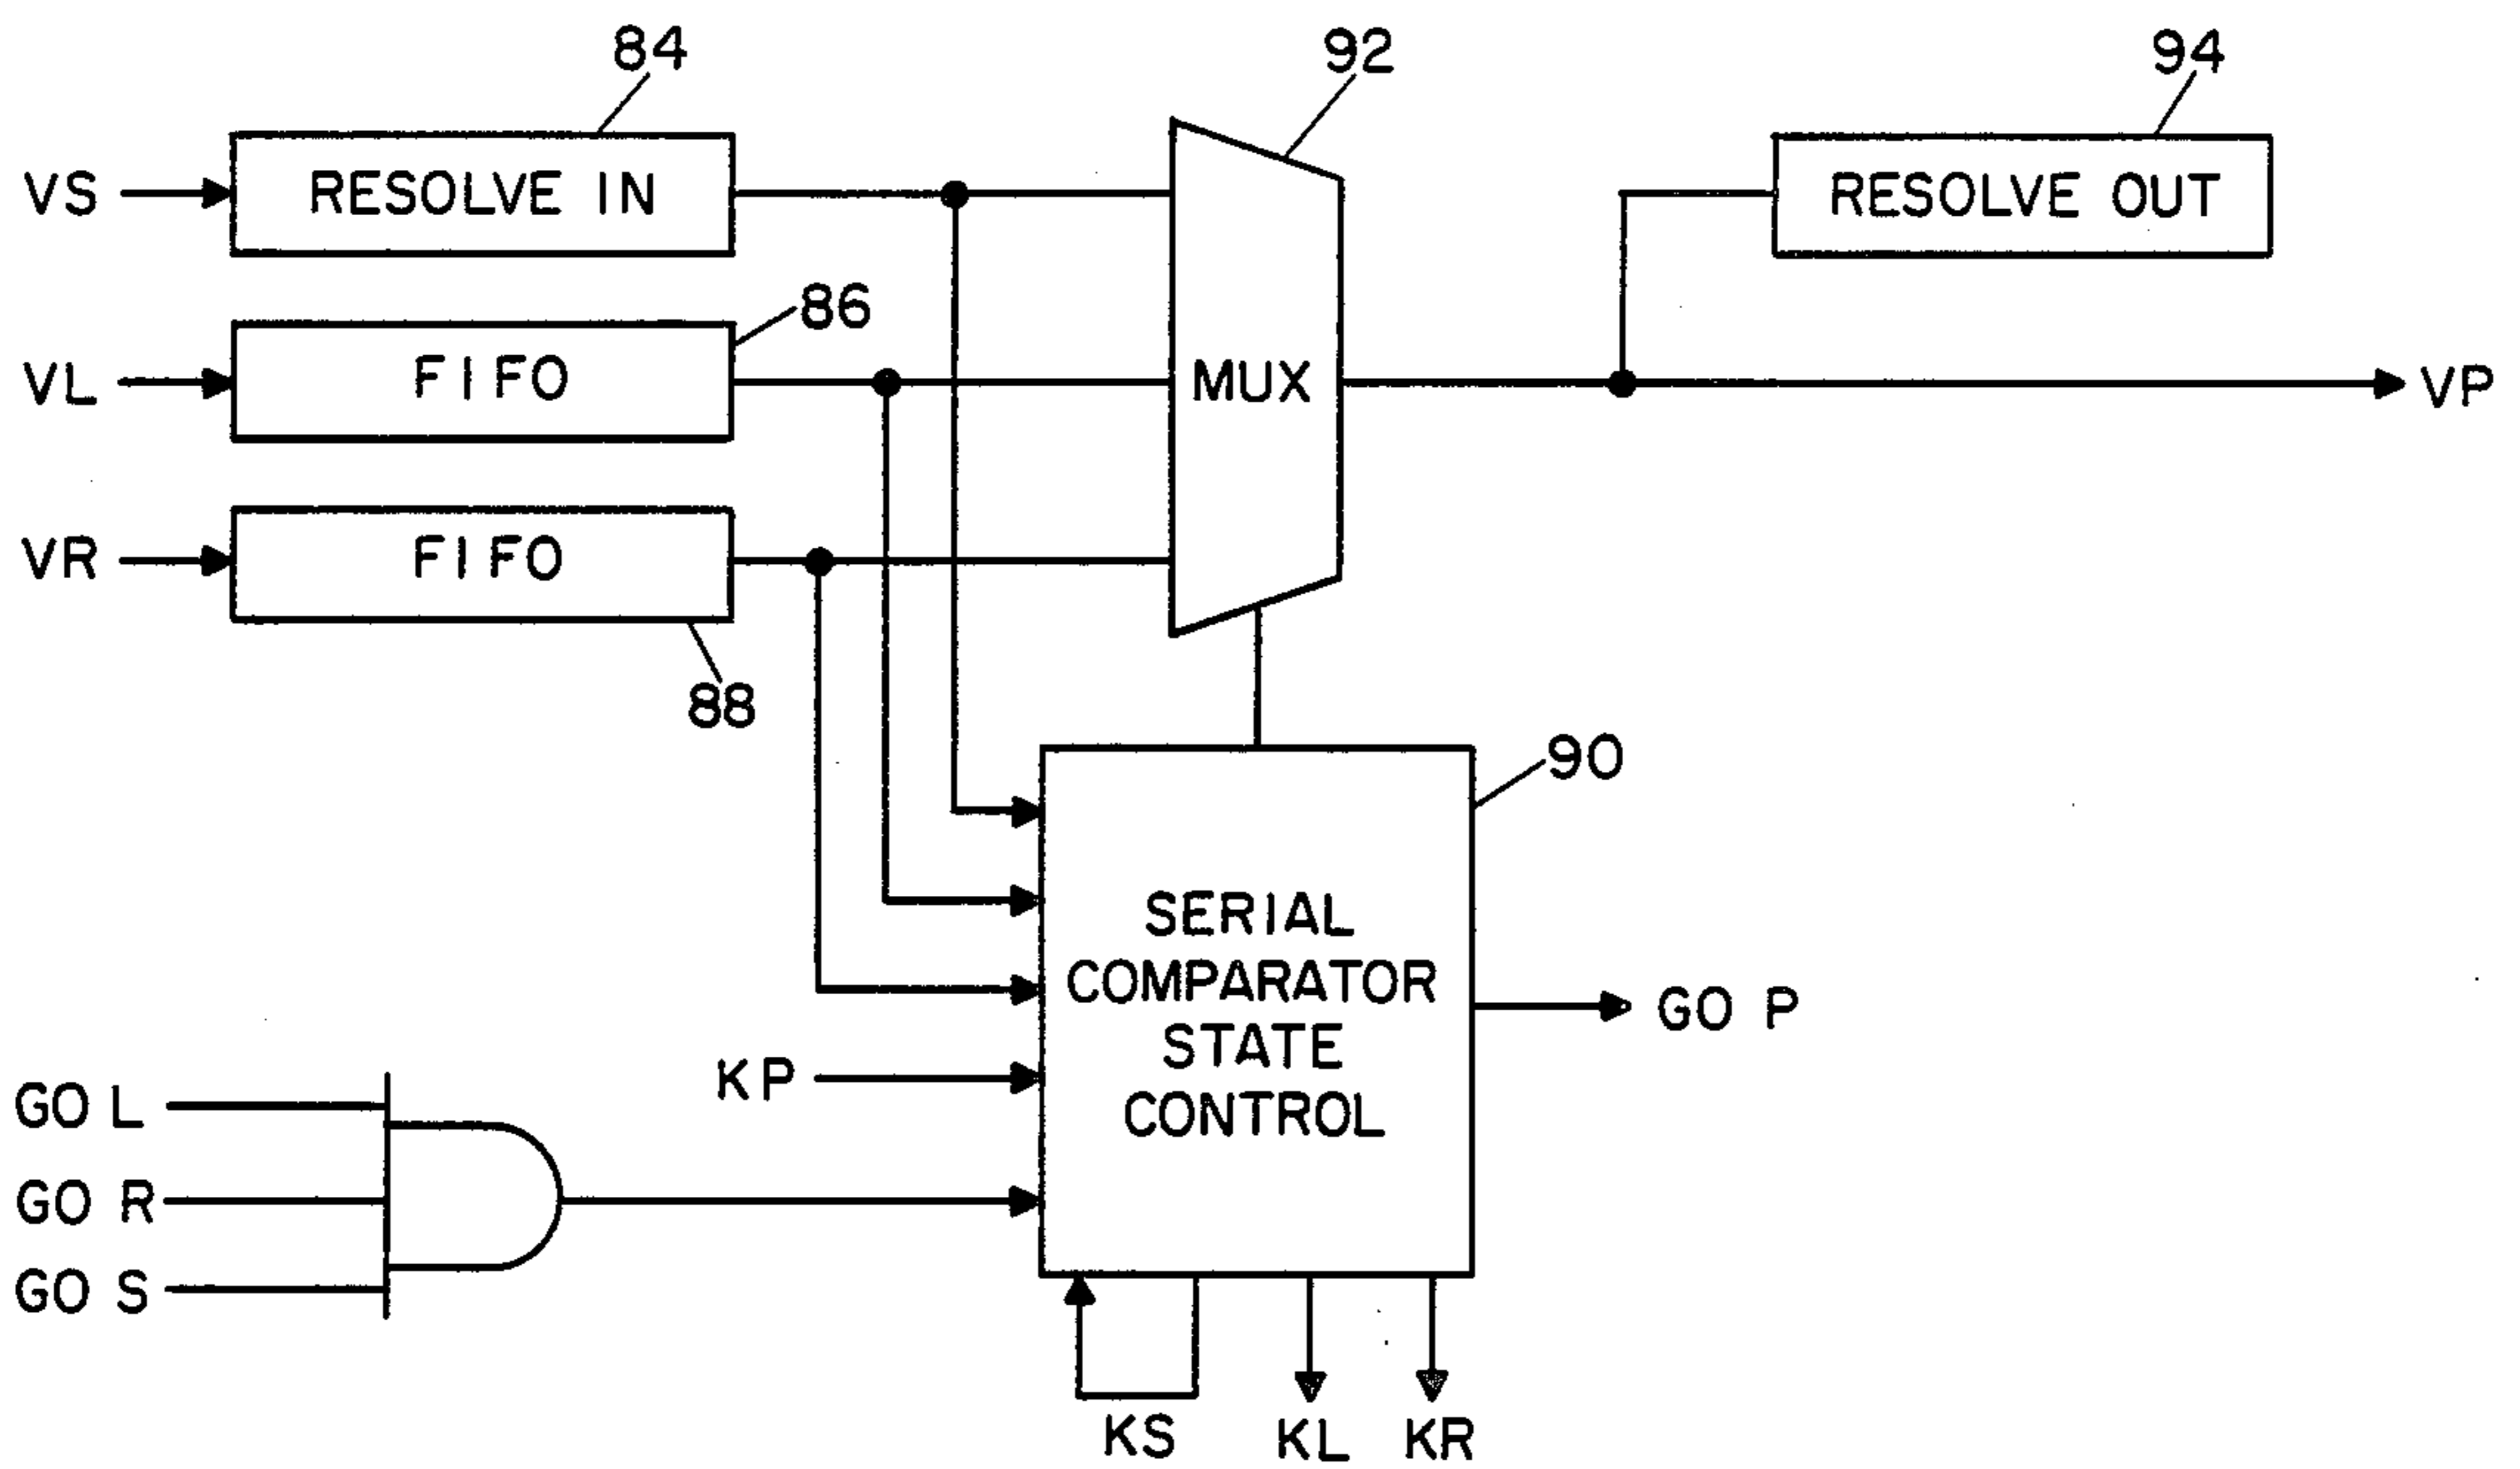 84
92
94
VS
RESOLVE IN
RESOLVE OUT
86
VL
FIFO
MUX
VP
VR
FIFO
88
90
SERIAL
COMPARATOR
STATE
CONTROL
GO P
KP
GO L
GO R
GO S
KS
KL
KR